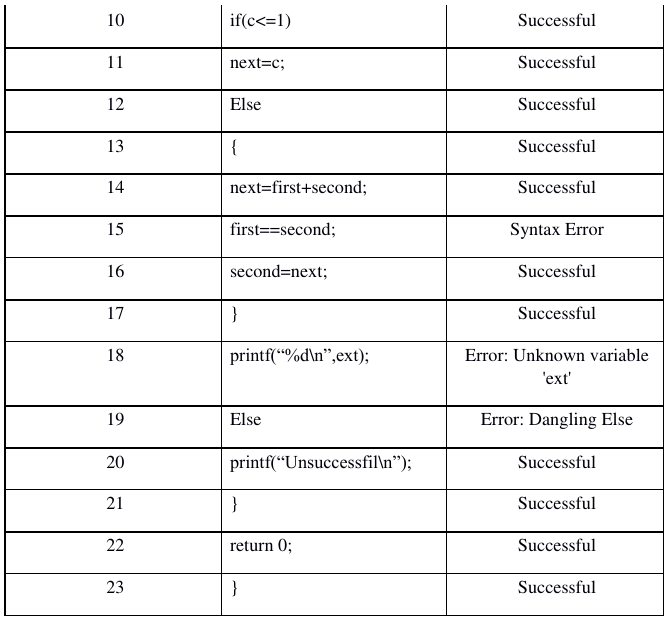 10 if(c<=1) Successful
11 next=c; Successful
12 Else Successful
13 { Successful
14 next=first+second; Successful
15 first==second; Syntax Error
16 second=next; Successful
17 } Successful
18 printf(“%d\n”,ext); Error: Unknown variable
'ext'
19 Else Error: Dangling Else
20 printf(“Unsuccessfil\n”); Successful
21 } Successful
22 return 0; Successful
23 } Successful